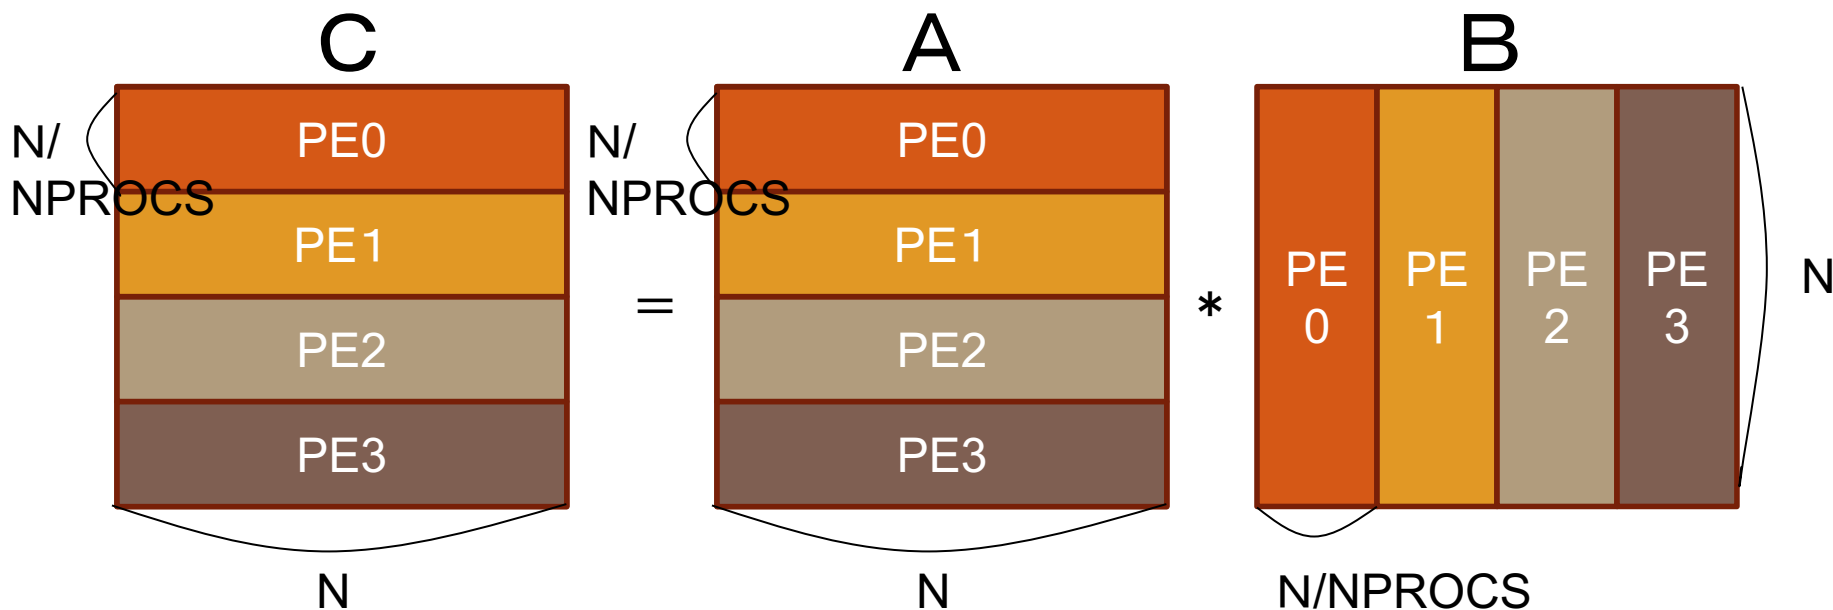 C
A
B
N/
NPROCS
PE0
PE1
PE2
PE3
N
=
N/
NPROCS
PE0
PE1
PE2
PE3
N
*
PE
0
PE
1
PE
2
PE
3
N
N/NPROCS